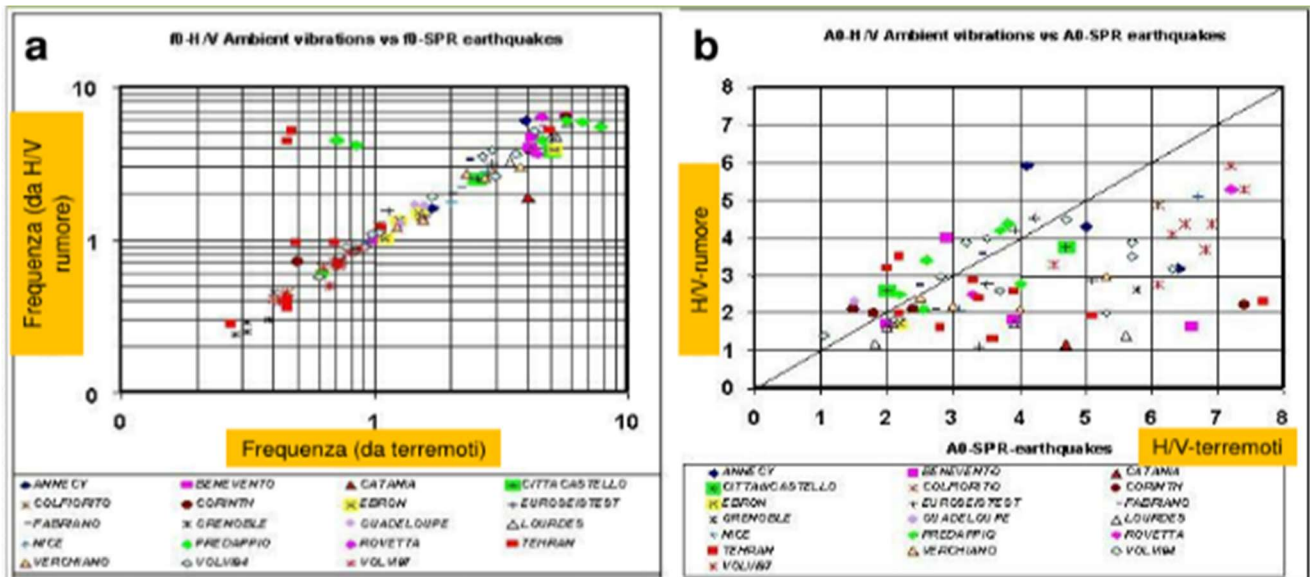 a
f0-H/V Ambient vibrations vs f0-SPR earthquakes
10
1
0
Frequenza (da H/V
rumore)
0
1
10
Frequenza (da terremoti)
ANNECY
BENEVENTO
CATANIA
CITTA CASTELLO
COLFIORITO
CORINTH
EBRON
EUROSEISTEST
FABRIANO
GRENOBLE
GUADELOUPE
LOURDES
NICE
PREDAPPIO
ROVETTA
TEHRAN
VERCHIANO
VOLVI94
VOLVI97
b
A0-H/V Ambient vibrations vs A0-SPR earthquakes
8
7
6
5
4
3
2
1
0
H/V-rumore
0
1
2
3
4
5
6
7
8
A0-SPR-earthquakes
H/V-terremoti
ANNECY
BENEVENTO
CATANIA
CITTAdiCASTELLO
COLFIORITO
CORINTH
EBRON
EUROSEISTEST
FABRIANO
GRENOBLE
GUADELOUPE
LOURDES
NICE
PREDAPPIO
ROVETTA
TEHRAN
VERCHIANO
VOLVI94
VOLVI97